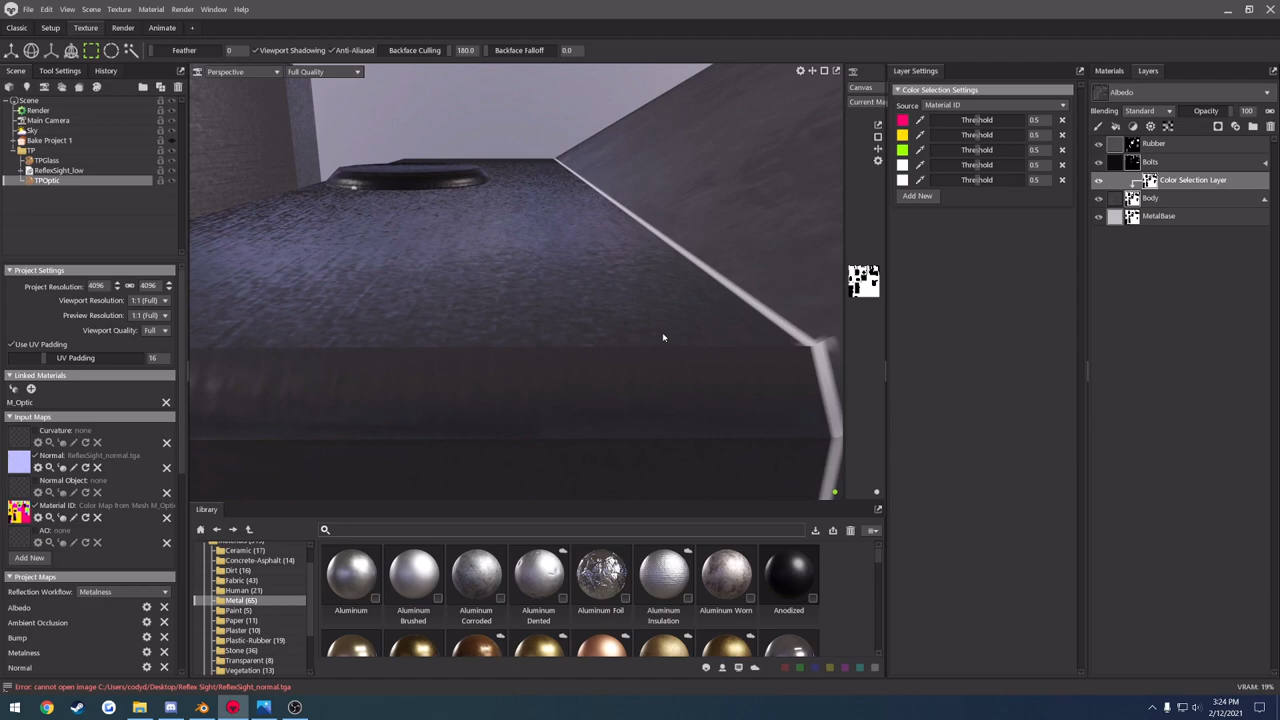 File Edit View Scene Texture Material Render Window Help
Classic Setup Texture Render Animate +
Feather 0 Viewport Shadowing Anti-Aliased Backface Culling 180.0 Backface Falloff 0.0
Scene Tool Settings History
Perspective Full Quality
Canvas
Current Ma
Layer Settings
Materials Layers
Scene
Render
Main Camera
Sky
Bake Project 1
TP
TPGlass
ReflexSight_low
TPOptic
Color Selection Settings
Source Material ID
Threshold 0.5
Threshold 0.5
Threshold 0.5
Threshold 0.5
Threshold 0.5
Add New
Albedo
Blending Standard Opacity 100
Rubber
Bolts
Color Selection Layer
Body
MetalBase
Project Settings
Project Resolution: 4096 4096
Viewport Resolution: 1:1 (Full)
Preview Resolution: 1:1 (Full)
Viewport Quality: Full
Use UV Padding
UV Padding 16
Linked Materials
M_Optic
Input Maps
Curvature: none
Normal: ReflexSight_normal.tga
Normal Object: none
Material ID: Color Map from Mesh M_Opti
AO: none
Add New
Project Maps
Reflection Workflow: Metalness
Albedo
Ambient Occlusion
Bump
Metalness
Normal
Library
Ceramic (17)
Concrete-Asphalt (14)
Dirt (16)
Fabric (43)
Human (21)
Metal (65)
Paint (5)
Paper (11)
Plaster (10)
Plastic-Rubber (19)
Stone (36)
Transparent (8)
Vegetation (13)
Aluminum
Aluminum Brushed
Aluminum Corroded
Aluminum Dented
Aluminum Foil
Aluminum Insulation
Aluminum Worn
Anodized
Error: cannot open image C:/Users/codyd/Desktop/Reflex Sight/ReflexSight_normal.tga
VRAM: 19%
3:24 PM
2/12/2021